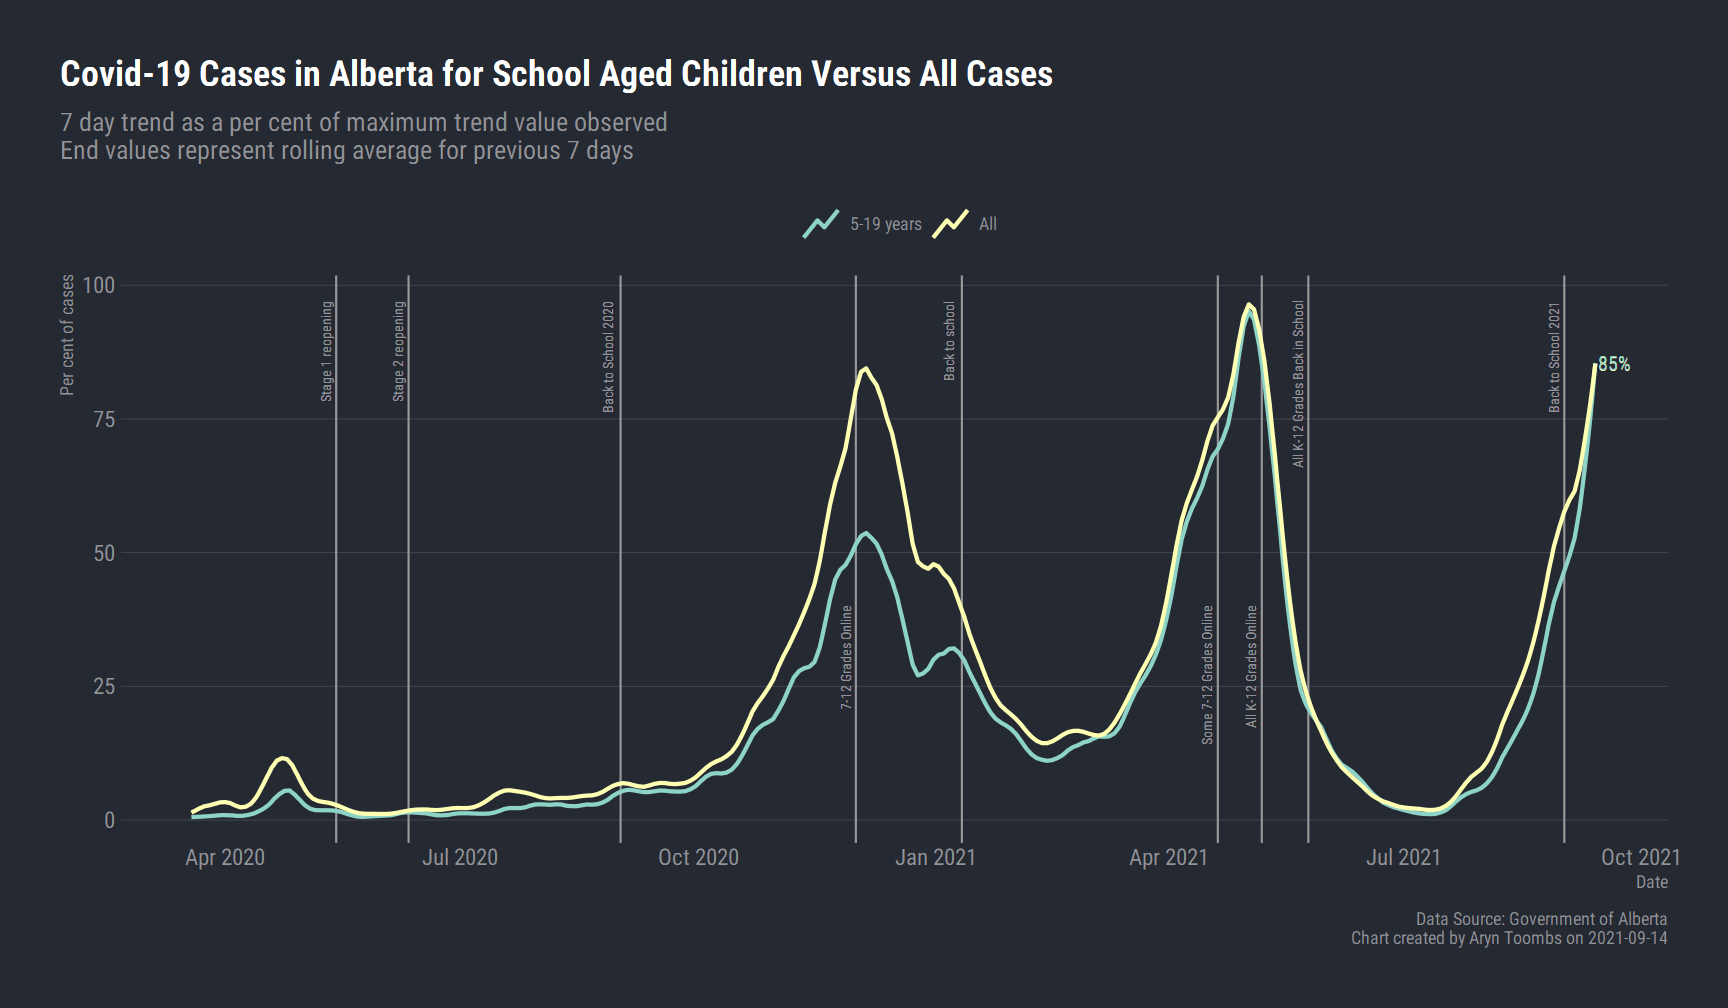 Covid-19 Cases in Alberta for School Aged Children Versus All Cases
7 day trend as a per cent of maximum trend value observed
End values represent rolling average for previous 7 days
5-19 years
All
Per cent of cases
100
75
50
25
0
Stage 1 reopening
Stage 2 reopening
Back to School 2020
7-12 Grades Online
Back to school
Some 7-12 Grades Online
All K-12 Grades Online
All K-12 Grades Back in School
Back to School 2021
85%
Apr 2020
Jul 2020
Oct 2020
Jan 2021
Apr 2021
Jul 2021
Oct 2021
Date
Data Source: Government of Alberta
Chart created by Aryn Toombs on 2021-09-14